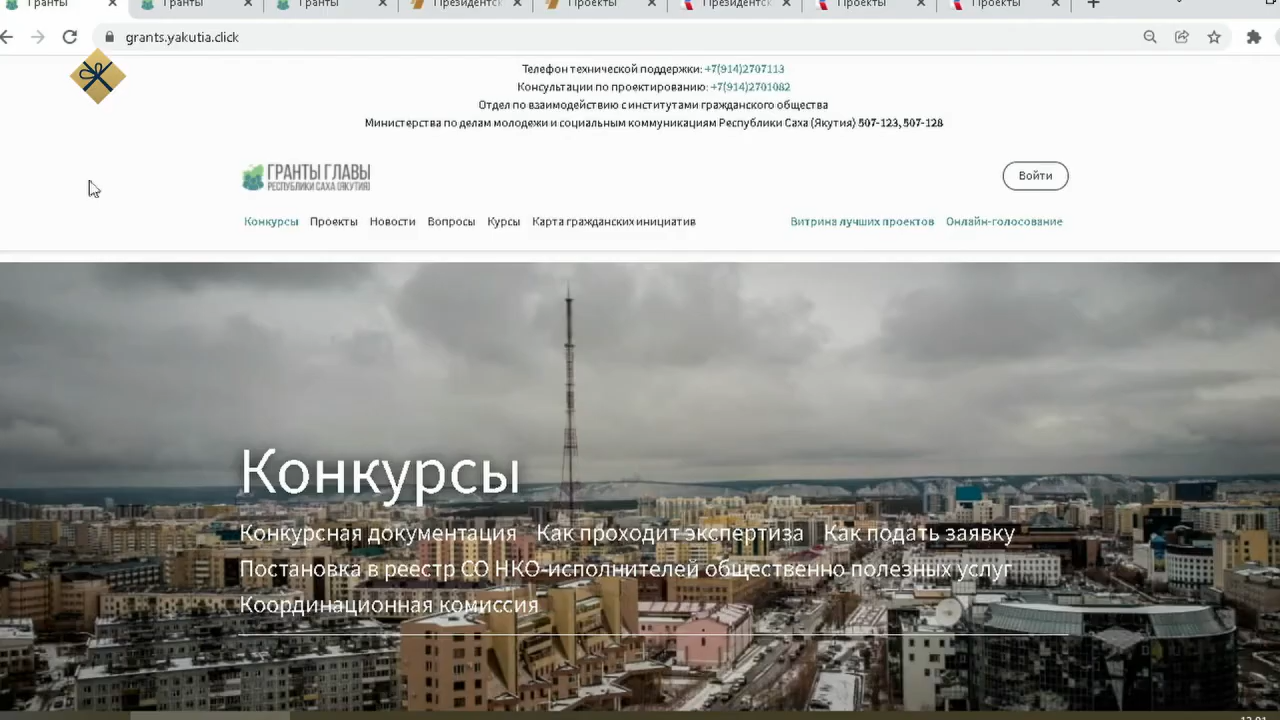 Гранты
Гранты
Гранты
Президентск
Проекты
Президентск
Проекты
Проекты
grants.yakutia.click
Телефон технической поддержки: +7(914)2707113
Консультации по проектированию: +7(914)2701082
Отдел по взаимодействию с институтами гражданского общества
Министерства по делам молодежи и социальным коммуникациям Республики Саха (Якутия) 507-123, 507-128
ГРАНТЫ ГЛАВЫ
РЕСПУБЛИКИ САХА (ЯКУТИЯ)
Войти
Конкурсы Проекты Новости Вопросы Курсы Карта гражданских инициатив Витрина лучших проектов Онлайн-голосование
Конкурсы
Конкурсная документация Как проходит экспертиза Как подать заявку
Постановка в реестр СО НКО-исполнителей общественно полезных услуг
Координационная комиссия